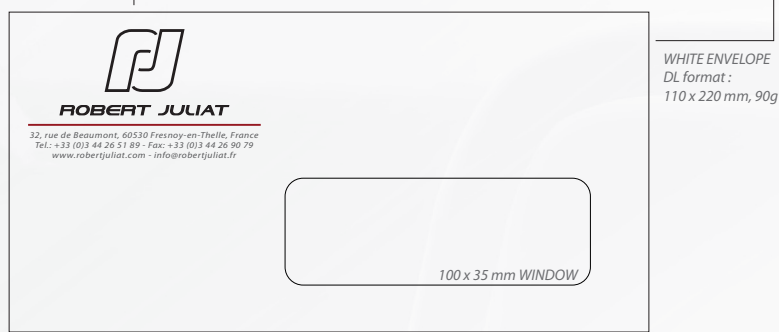 ROBERT JULIAT
32, rue de Beaumont, 60530 Fresnoy-en-Thelle, France
Tel.: +33 (0)3 44 26 51 89 - Fax: +33 (0)3 44 26 90 79
www.robertjuliat.com - info@robertjuliat.fr
100 x 35 mm WINDOW
WHITE ENVELOPE
DL format :
110 x 220 mm, 90g